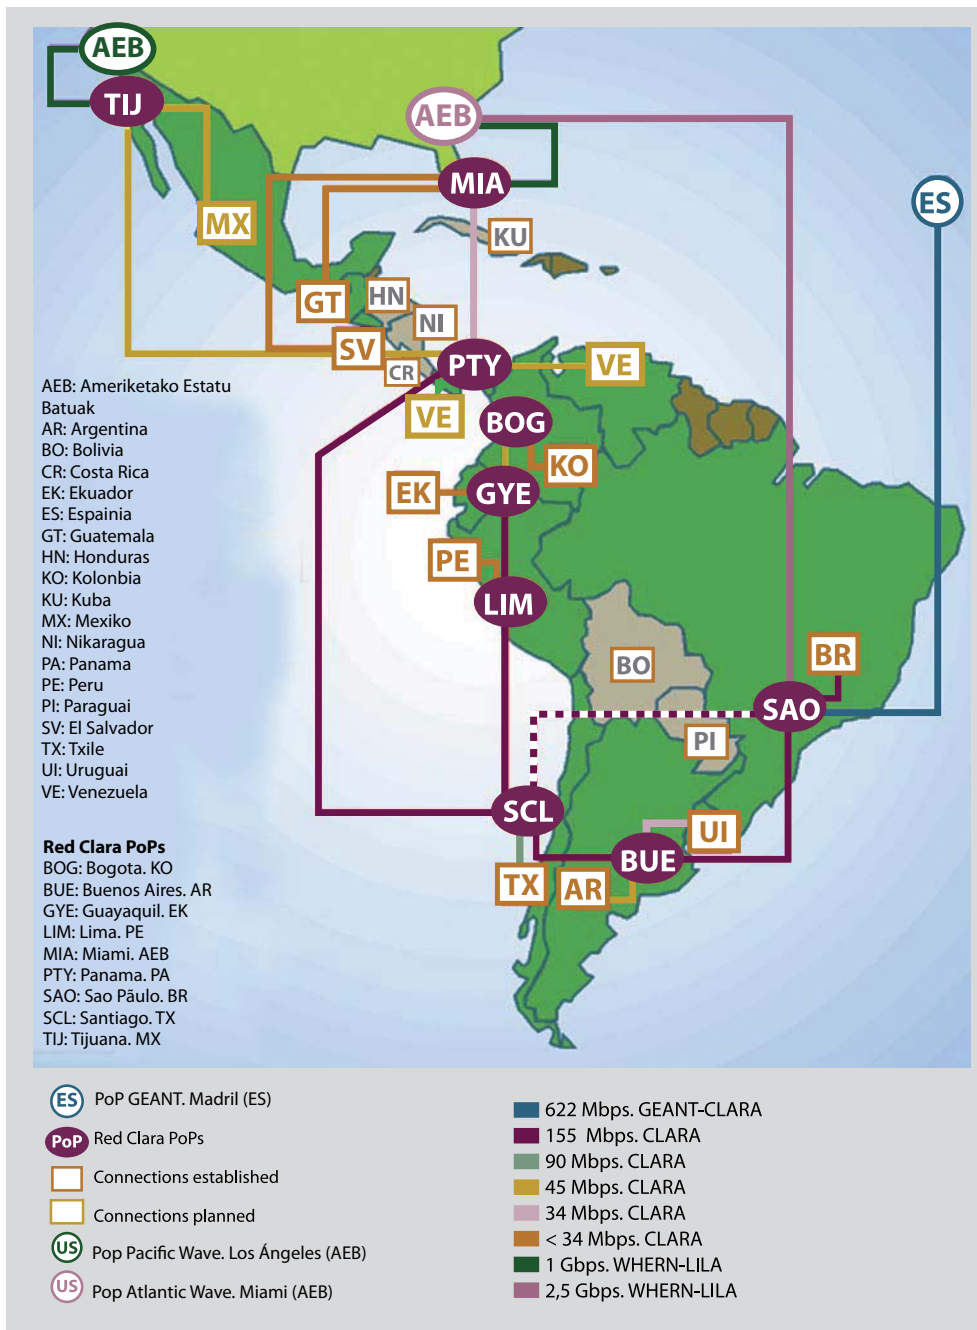 AEB
TIJ
AEB
MIA
ES
MX
KU
HN
GT
NI
SV
PTY
CR
VE
VE
BOG
KO
EK
GYE
PE
LIM
BO
BR
SAO
PI
SCL
UI
BUE
TX
AR
AEB: Ameriketako Estatu
Batuak
AR: Argentina
BO: Bolivia
CR: Costa Rica
EK: Ekuador
ES: Espainia
GT: Guatemala
HN: Honduras
KO: Kolonbia
KU: Kuba
MX: Mexiko
NI: Nikaragua
PA: Panama
PE: Peru
PI: Paraguai
SV: El Salvador
TX: Txile
UI: Uruguai
VE: Venezuela
Red Clara PoPs
BOG: Bogota. KO
BUE: Buenos Aires. AR
GYE: Guayaquil. EK
LIM: Lima. PE
MIA: Miami. AEB
PTY: Panama. PA
SAO: Sao Pãulo. BR
SCL: Santiago. TX
TIJ: Tijuana. MX
ES PoP GEANT. Madril (ES)
PoP Red Clara PoPs
Connections established
Connections planned
US Pop Pacific Wave. Los Ángeles (AEB)
US Pop Atlantic Wave. Miami (AEB)
622 Mbps. GEANT-CLARA
155 Mbps. CLARA
90 Mbps. CLARA
45 Mbps. CLARA
34 Mbps. CLARA
< 34 Mbps. CLARA
1 Gbps. WHERN-LILA
2,5 Gbps. WHERN-LILA